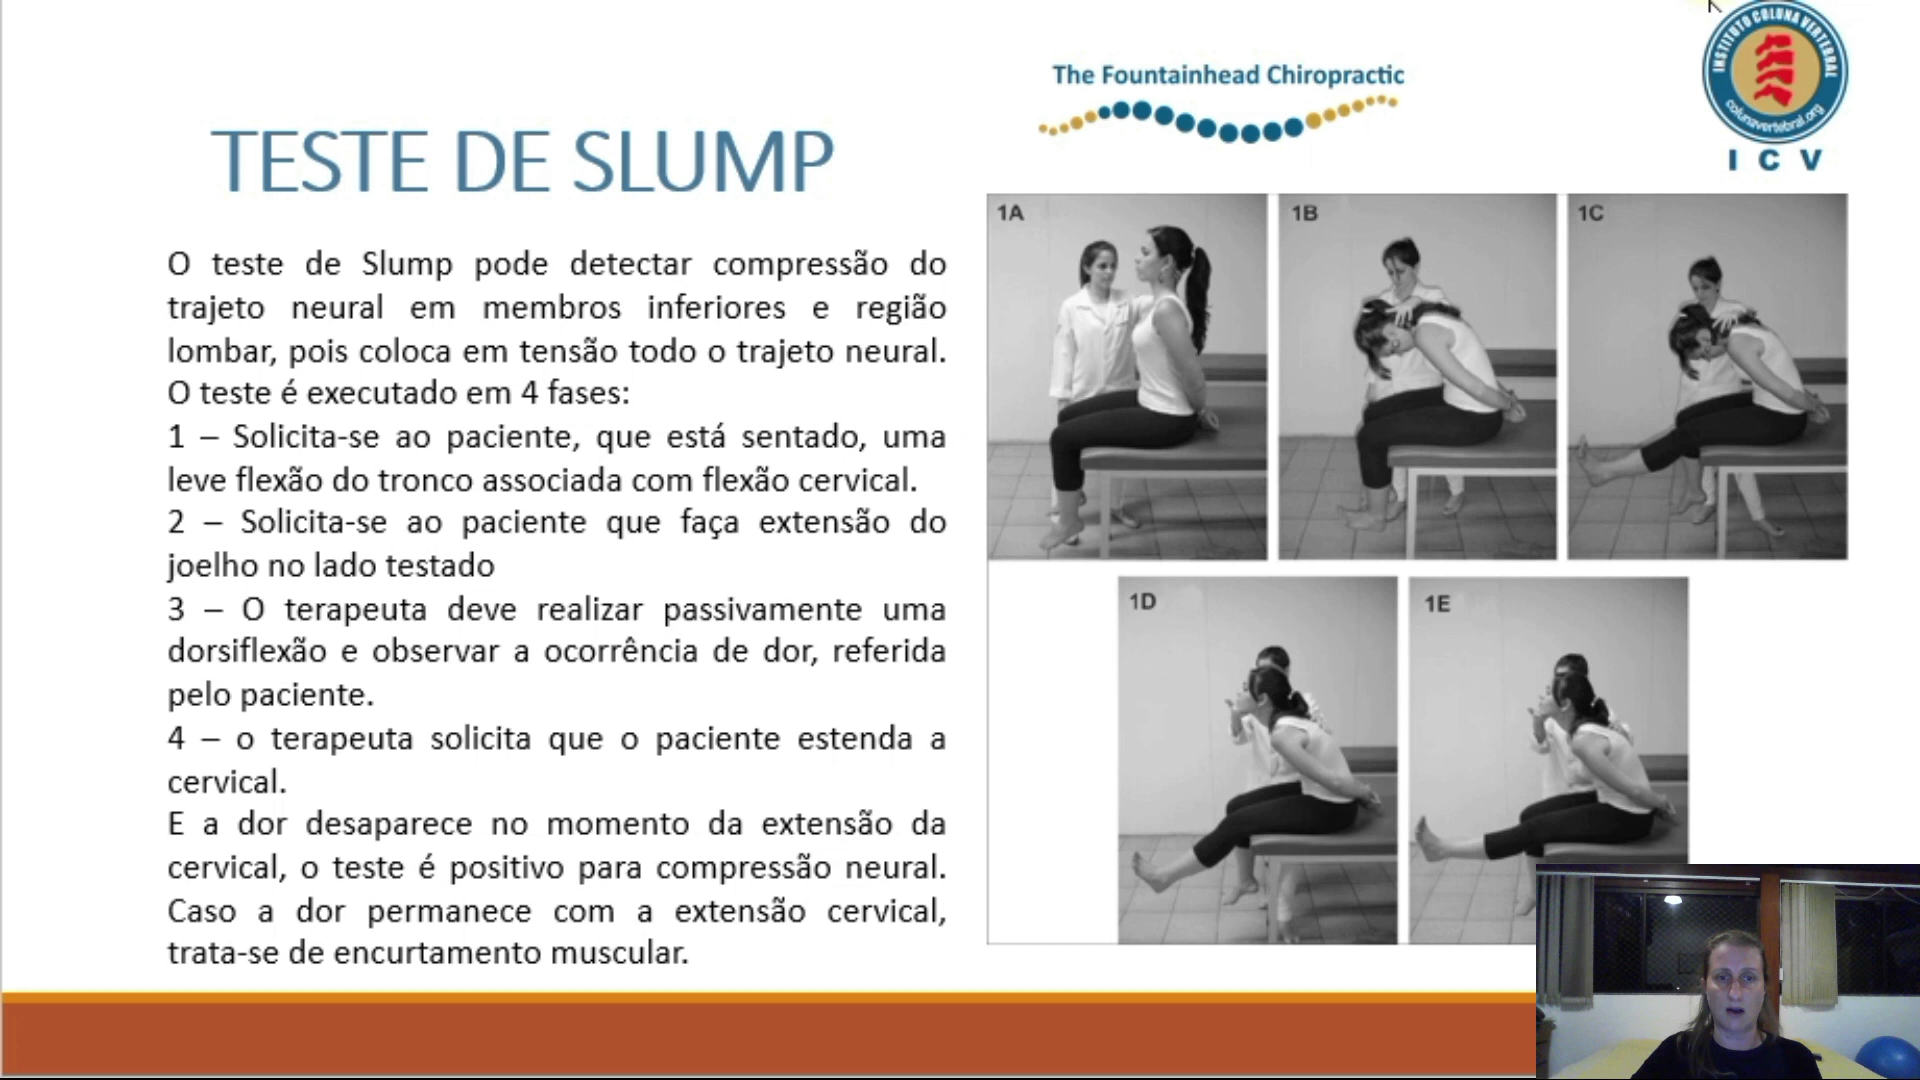 The Fountainhead Chiropractic
INSTITUTO COLUNA VERTEBRAL
colunavertebral.org
I C V
TESTE DE SLUMP
O teste de Slump pode detectar compressão do
trajeto neural em membros inferiores e região
lombar, pois coloca em tensão todo o trajeto neural.
O teste é executado em 4 fases:
1 – Solicita-se ao paciente, que está sentado, uma
leve flexão do tronco associada com flexão cervical.
2 – Solicita-se ao paciente que faça extensão do
joelho no lado testado
3 – O terapeuta deve realizar passivamente uma
dorsiflexão e observar a ocorrência de dor, referida
pelo paciente.
4 – o terapeuta solicita que o paciente estenda a
cervical.
E a dor desaparece no momento da extensão da
cervical, o teste é positivo para compressão neural.
Caso a dor permanece com a extensão cervical,
trata-se de encurtamento muscular.
1A
1B
1C
1D
1E